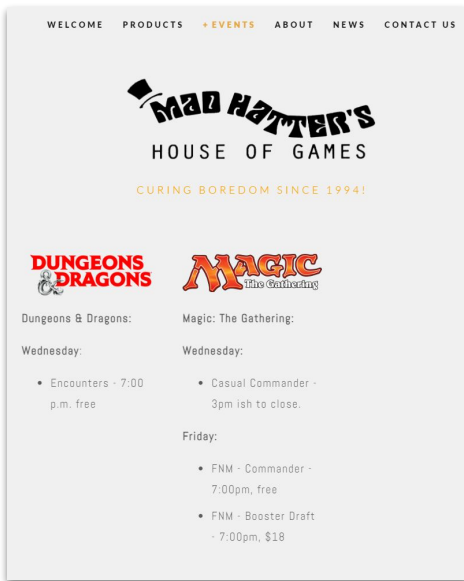 WELCOME PRODUCTS + EVENTS ABOUT NEWS CONTACT US
MAD HATTER'S
HOUSE OF GAMES
CURING BOREDOM SINCE 1994!
DUNGEONS
& DRAGONS
Dungeons & Dragons:
Wednesday:
• Encounters - 7:00
p.m. free
MAGIC
The Gathering
Magic: The Gathering:
Wednesday:
• Casual Commander -
3pm ish to close.
Friday:
• FNM - Commander -
7:00pm, free
• FNM - Booster Draft
- 7:00pm, $18